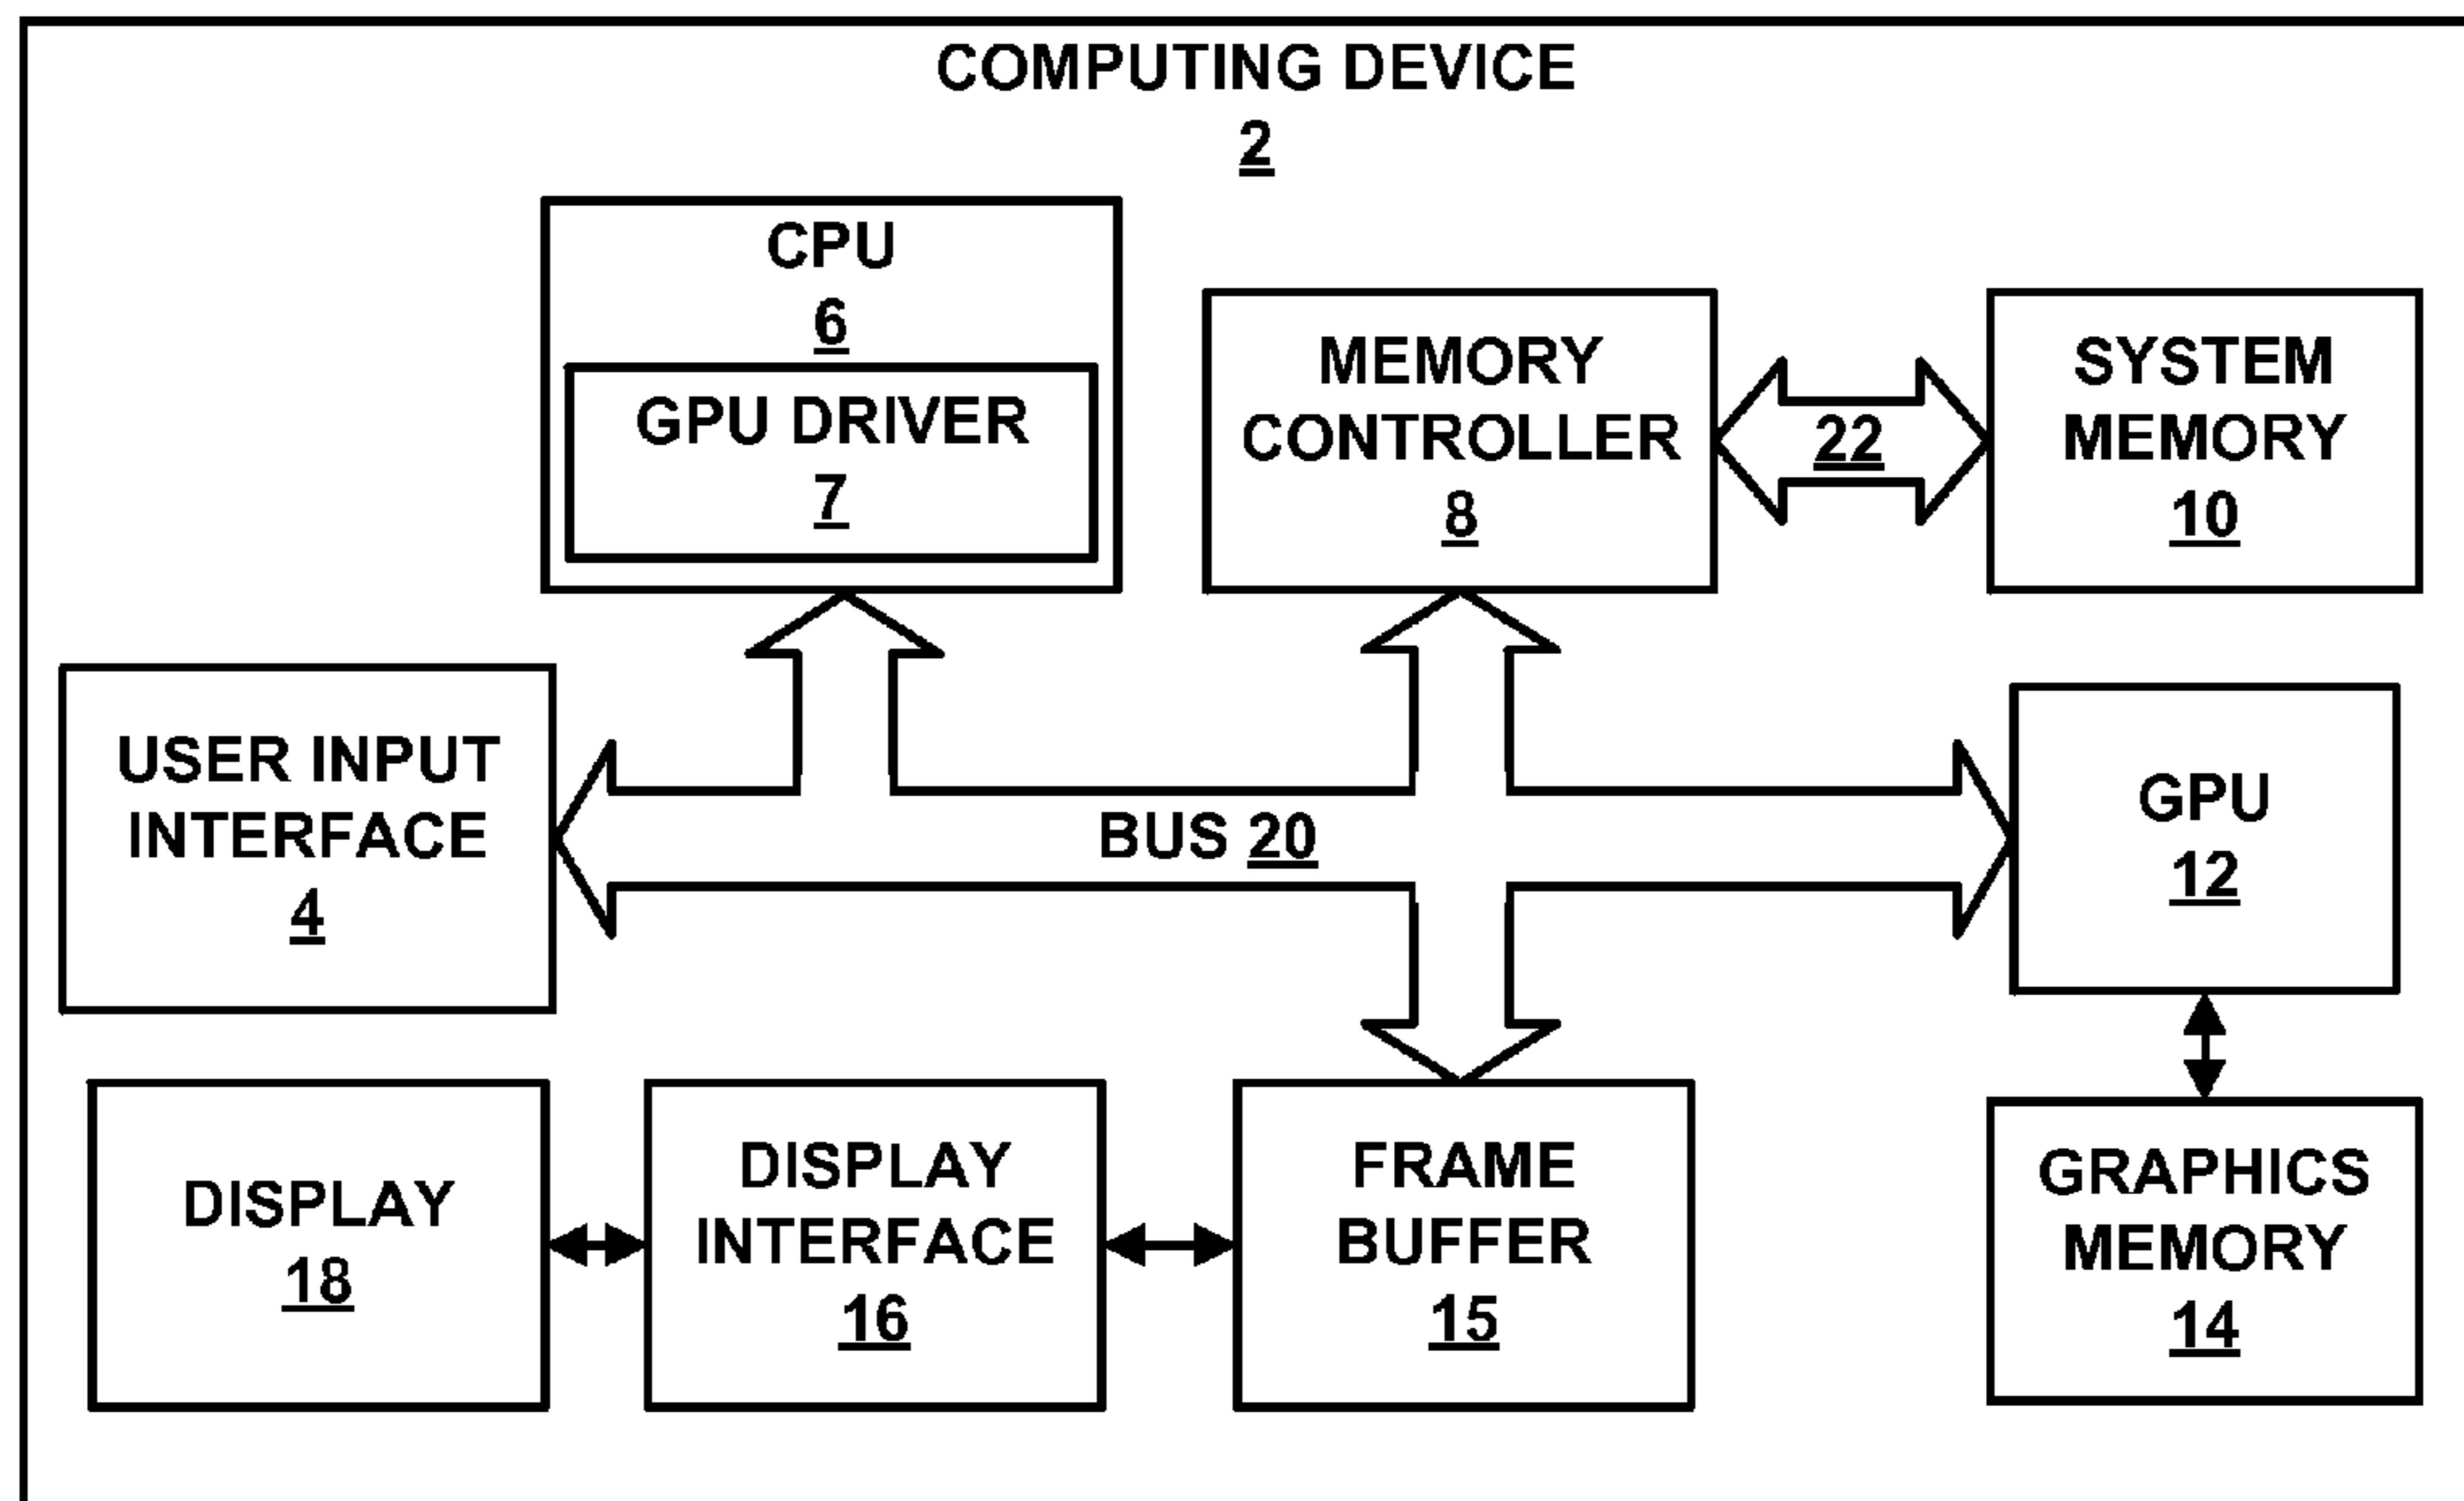 COMPUTING DEVICE
2
CPU
6
GPU DRIVER
7
MEMORY
CONTROLLER
8
22
SYSTEM
MEMORY
10
USER INPUT
INTERFACE
4
BUS 20
GPU
12
DISPLAY
18
DISPLAY
INTERFACE
16
FRAME
BUFFER
15
GRAPHICS
MEMORY
14